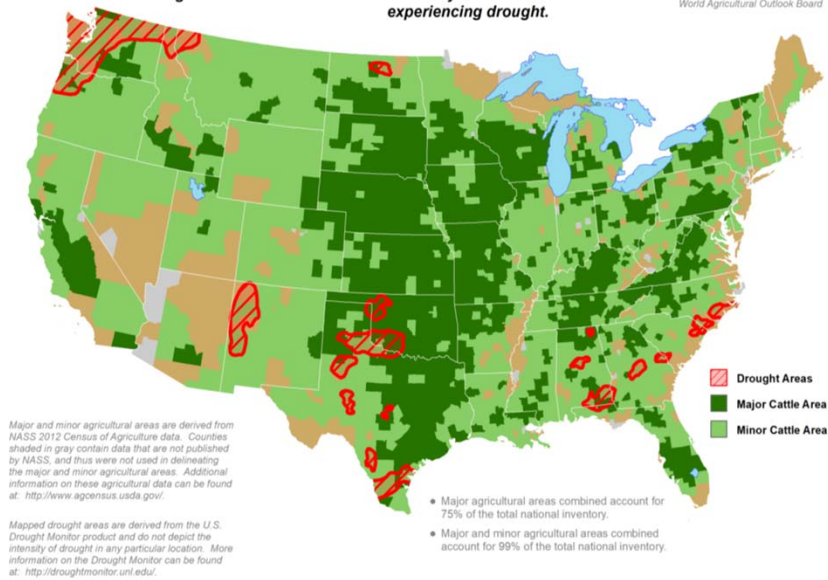 experiencing drought.
World Agricultural Outlook Board
Drought Areas
Major Cattle Area
Minor Cattle Area
Major and minor agricultural areas are derived from
NASS 2012 Census of Agriculture data. Counties
shaded in gray contain data that are not published
by NASS, and thus were not used in delineating
the major and minor agricultural areas. Additional
information on these agricultural data can be found
at: http://www.agcensus.usda.gov/.
● Major agricultural areas combined account for
75% of the total national inventory.
● Major and minor agricultural areas combined
account for 99% of the total national inventory.
Mapped drought areas are derived from the U.S.
Drought Monitor product and do not depict the
intensity of drought in any particular location. More
information on the Drought Monitor can be found
at: http://droughtmonitor.unl.edu/.